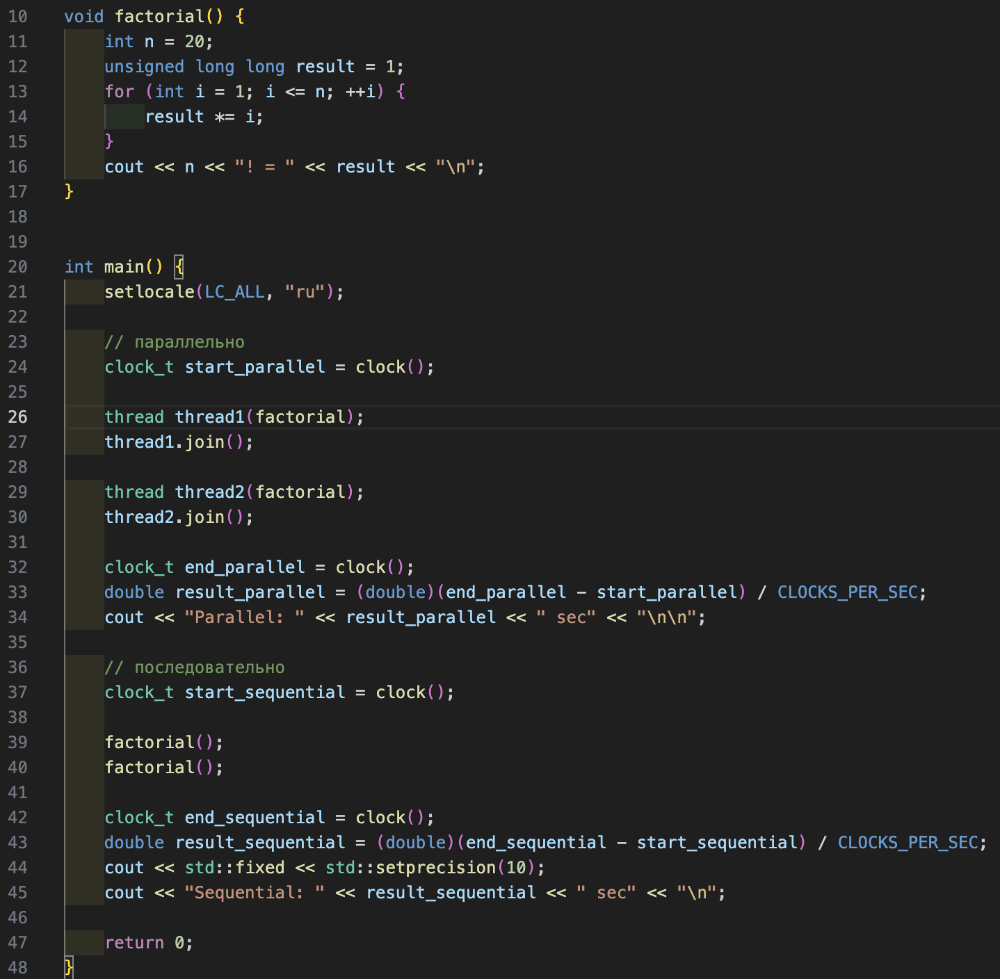 10 void factorial() {
11 int n = 20;
12 unsigned long long result = 1;
13 for (int i = 1; i <= n; ++i) {
14 result *= i;
15 }
16 cout << n << "! = " << result << "\n";
17 }
18
19
20 int main() {
21 setlocale(LC_ALL, "ru");
22
23 // параллельно
24 clock_t start_parallel = clock();
25
26 thread thread1(factorial);
27 thread1.join();
28
29 thread thread2(factorial);
30 thread2.join();
31
32 clock_t end_parallel = clock();
33 double result_parallel = (double)(end_parallel - start_parallel) / CLOCKS_PER_SEC;
34 cout << "Parallel: " << result_parallel << " sec" << "\n\n";
35
36 // последовательно
37 clock_t start_sequential = clock();
38
39 factorial();
40 factorial();
41
42 clock_t end_sequential = clock();
43 double result_sequential = (double)(end_sequential - start_sequential) / CLOCKS_PER_SEC;
44 cout << std::fixed << std::setprecision(10);
45 cout << "Sequential: " << result_sequential << " sec" << "\n";
46
47 return 0;
48 }